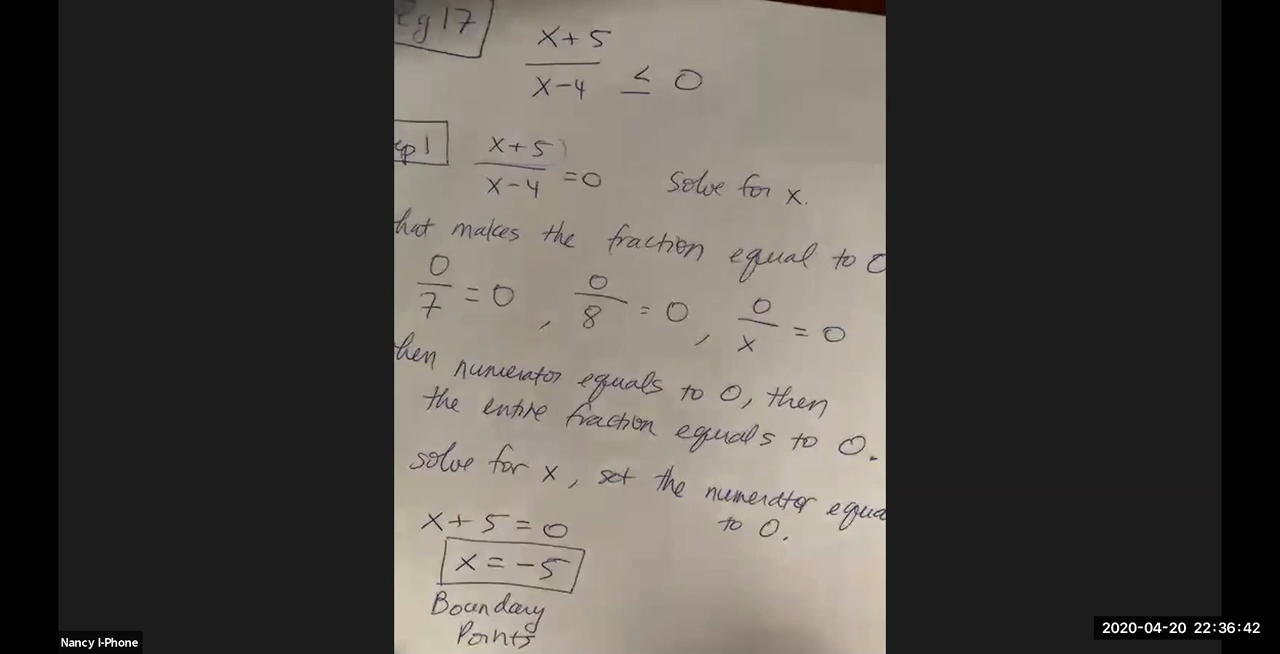 eg 17
x+5
x-4 ≤ 0
ep 1
x+5
x-4 =0 Solve for x.
hat makes the fraction equal to 0
0/7 = 0 , 0/8 = 0 , 0/x = 0
hen numerator equals to 0, then
the entire fraction equals to 0.
solve for x, set the numerator equa
to 0.
x+5=0
x=-5
Boundary
Points
Nancy I-Phone
2020-04-20 22:36:42